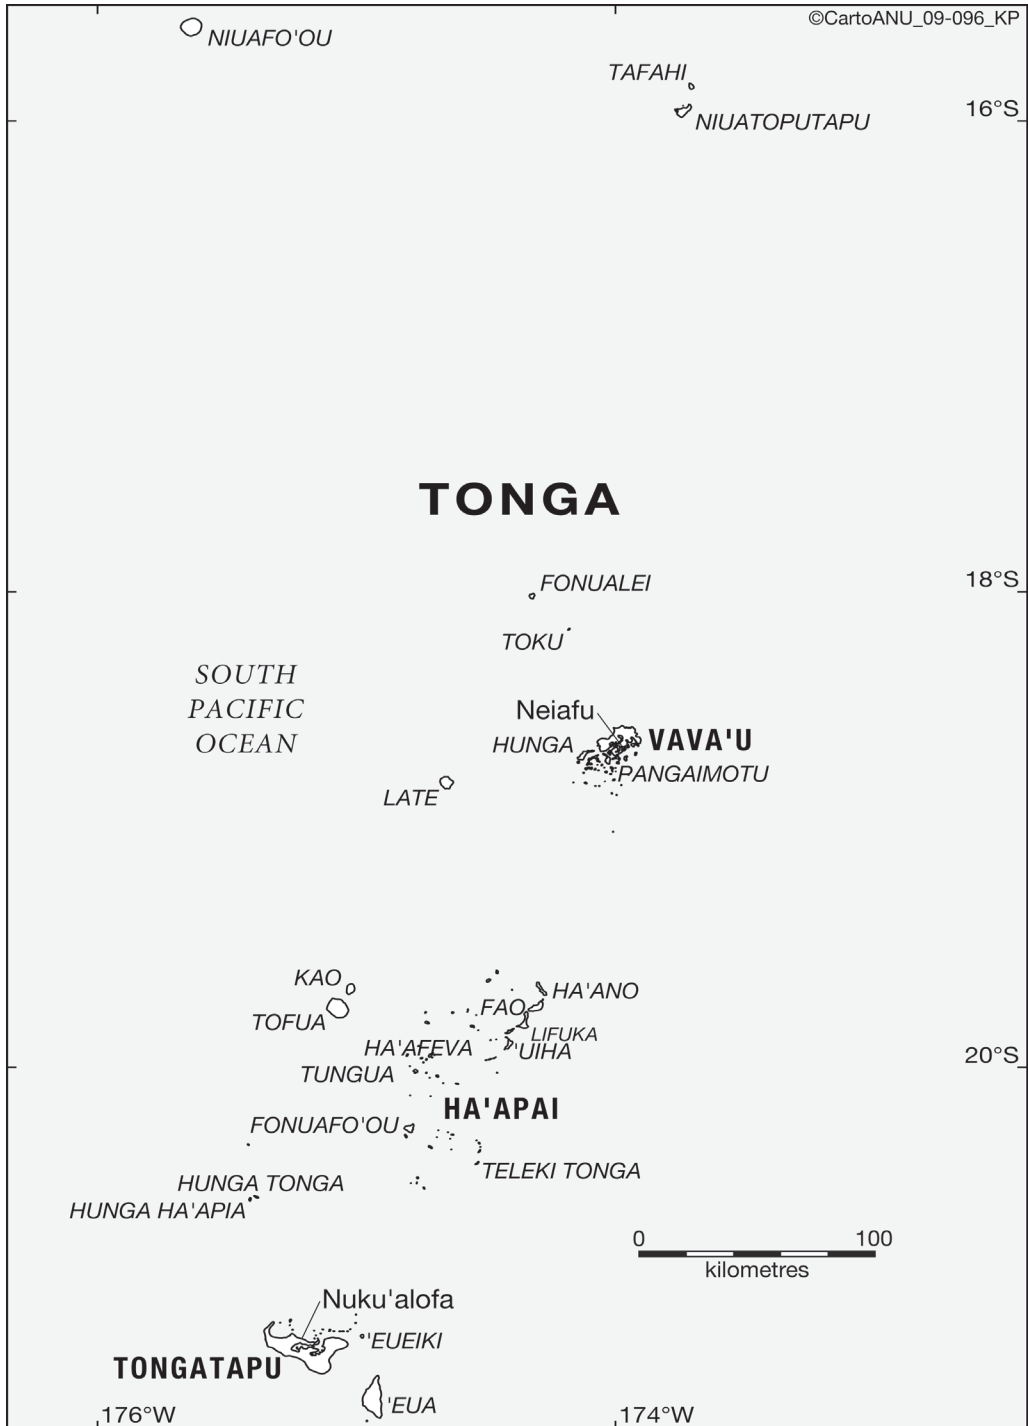 ©CartoANU_09-096_KP
NIUAFO'OU
TAFAHI
16°S
NIUATOPUTAPU
TONGA
18°S
FONUALEI
TOKU
SOUTH
PACIFIC
OCEAN
Neiafu
VAVA'U
HUNGA
PANGAIMOTU
LATE
KAO
HA'ANO
FAO
TOFUA
LIFUKA
HA'AFEVA
'UIHA
20°S
TUNGUA
HA'APAI
FONUAFO'OU
TELEKI TONGA
HUNGA TONGA
HUNGA HA'APIA
0 100
kilometres
Nuku'alofa
'EUEIKI
TONGATAPU
'EUA
176°W
174°W